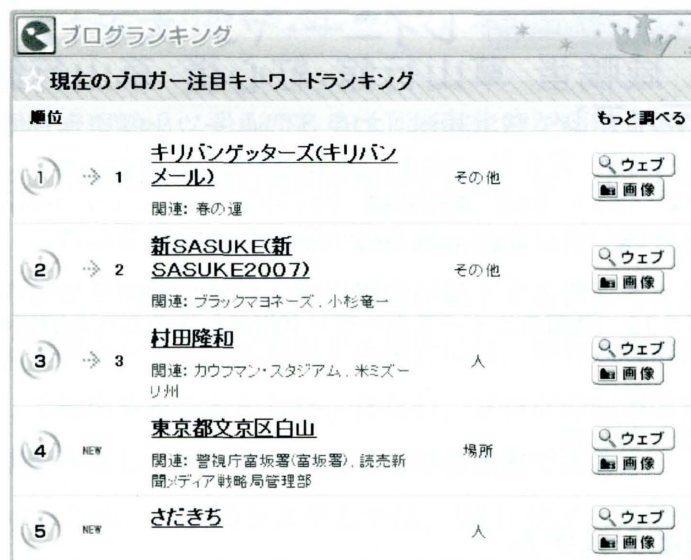 ブログランキング
現在のブロガー注目キーワードランキング
順位 もっと調べる
1 1 キリバンゲッターズ(キリバン
メール) その他 ウェブ
画像
関連: 春の運
2 2 新SASUKE(新
SASUKE2007) その他 ウェブ
画像
関連: ブラックマヨネーズ, 小杉竜一
3 3 村田隆和 人 ウェブ
画像
関連: カウフマン・スタジアム, 米ミズー
リ州
4 NEW 東京都文京区白山 場所 ウェブ
画像
関連: 警視庁富坂署(富坂署), 読売新
聞メディア戦略局管理部
5 NEW さだきち 人 ウェブ
画像